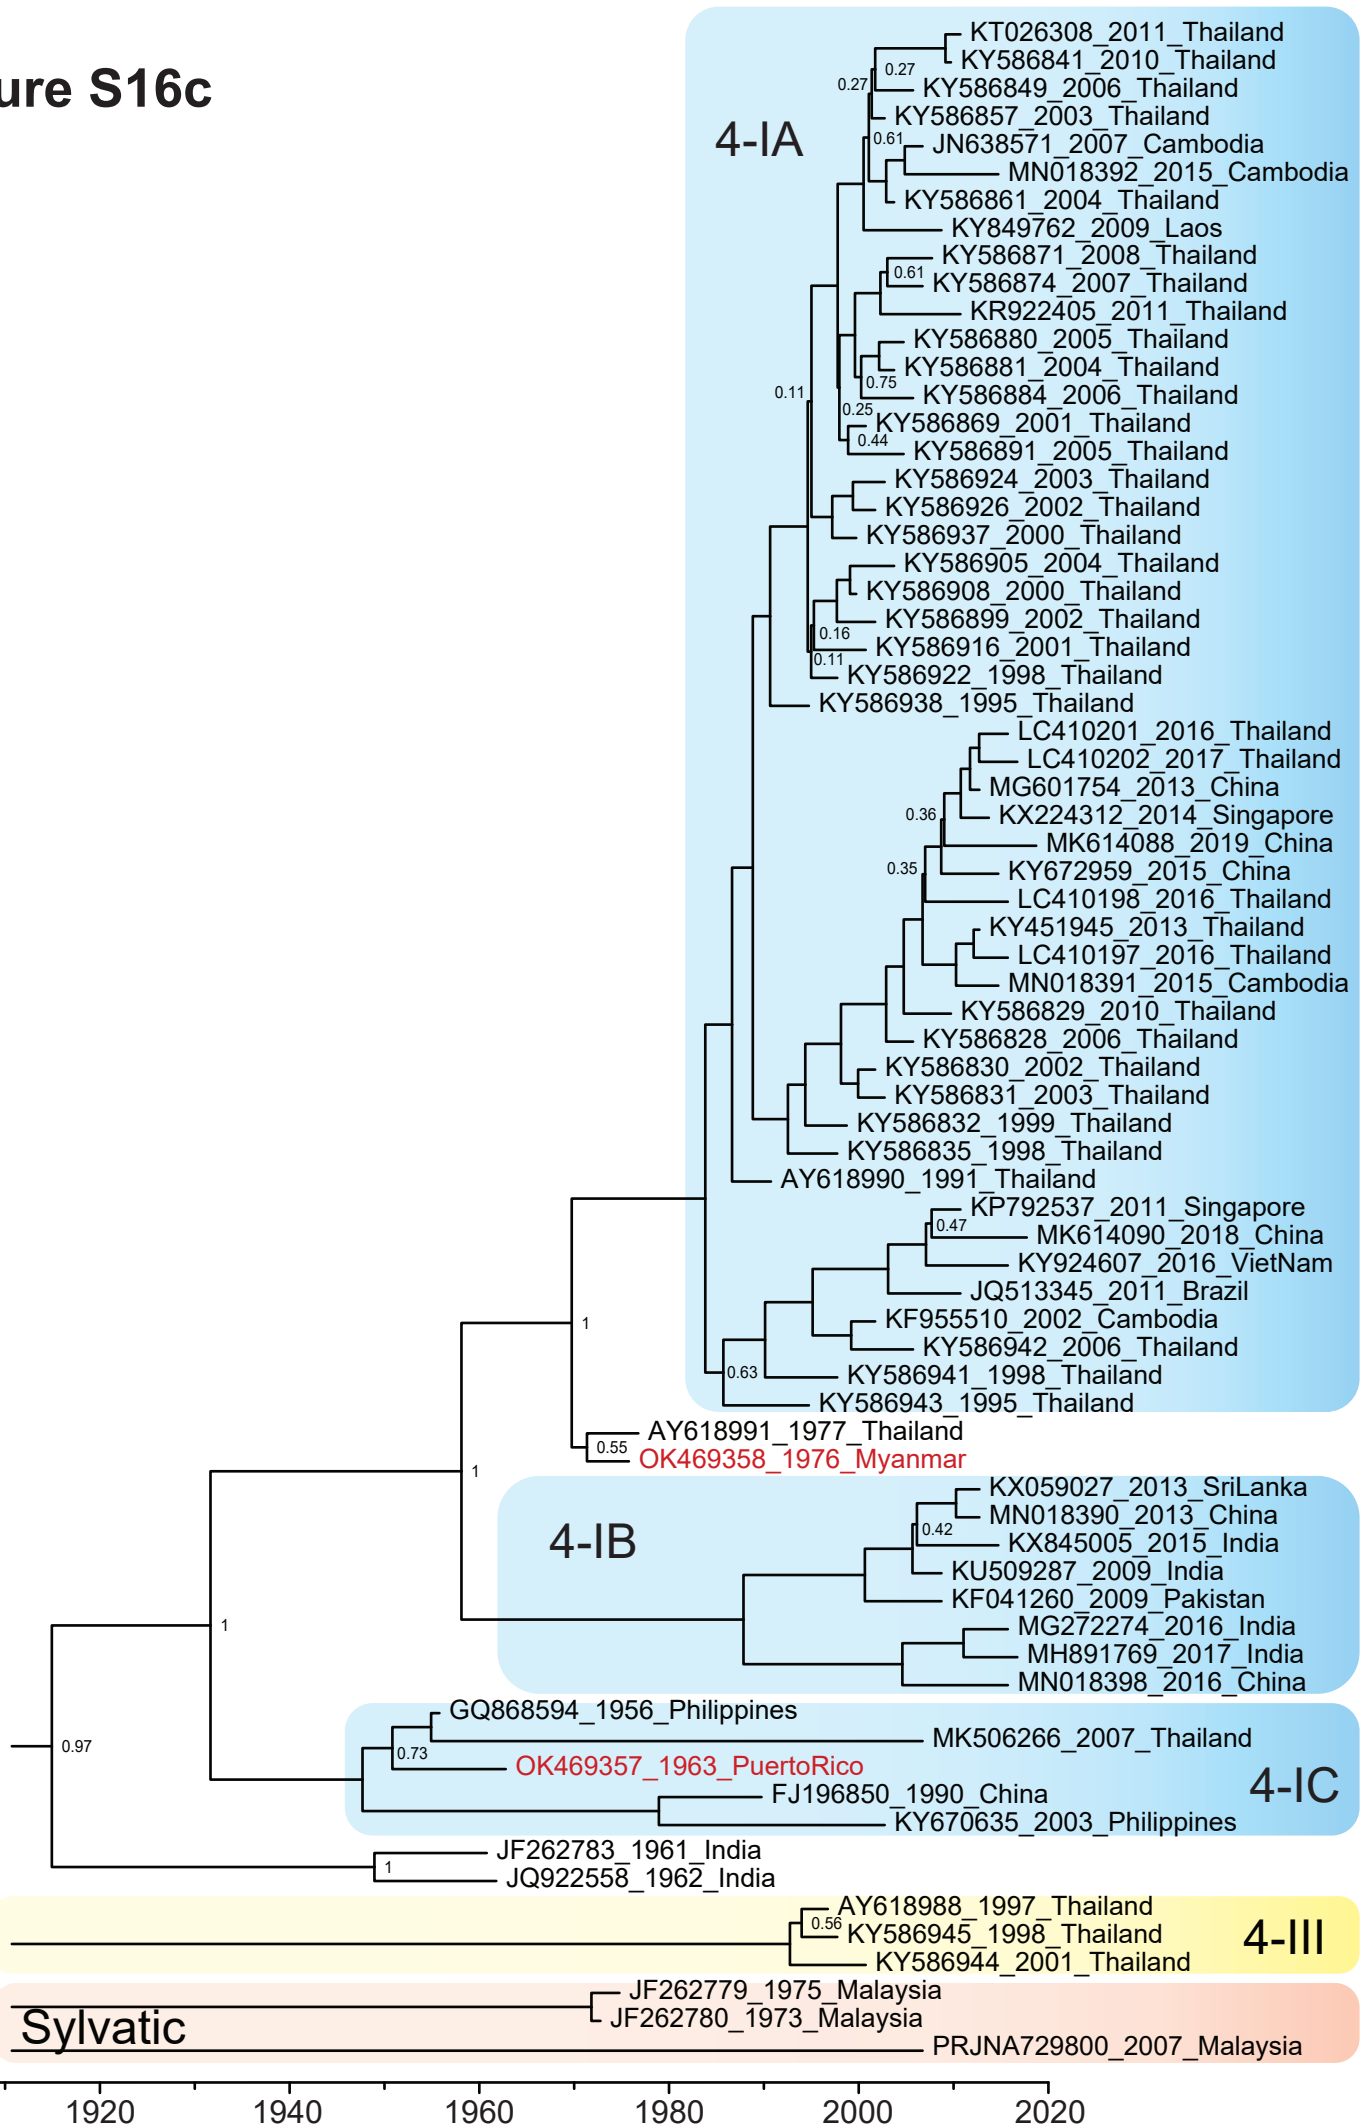 ure S16c
4-IA
KT026308_2011_Thailand
KY586841_2010_Thailand
0.27
KY586849_2006_Thailand
0.27
KY586857_2003_Thailand
0.61
JN638571_2007_Cambodia
MN018392_2015_Cambodia
KY586861_2004_Thailand
KY849762_2009_Laos
KY586871_2008_Thailand
0.61
KY586874_2007_Thailand
KR922405_2011_Thailand
KY586880_2005_Thailand
KY586881_2004_Thailand
0.75
KY586884_2006_Thailand
0.11
0.25
KY586869_2001_Thailand
0.44
KY586891_2005_Thailand
KY586924_2003_Thailand
KY586926_2002_Thailand
KY586937_2000_Thailand
KY586905_2004_Thailand
KY586908_2000_Thailand
KY586899_2002_Thailand
0.16
KY586916_2001_Thailand
0.11
KY586922_1998_Thailand
KY586938_1995_Thailand
LC410201_2016_Thailand
LC410202_2017_Thailand
MG601754_2013_China
0.36
KX224312_2014_Singapore
MK614088_2019_China
0.35
KY672959_2015_China
LC410198_2016_Thailand
KY451945_2013_Thailand
LC410197_2016_Thailand
MN018391_2015_Cambodia
KY586829_2010_Thailand
KY586828_2006_Thailand
KY586830_2002_Thailand
KY586831_2003_Thailand
KY586832_1999_Thailand
KY586835_1998_Thailand
AY618990_1991_Thailand
KP792537_2011_Singapore
0.47
MK614090_2018_China
KY924607_2016_VietNam
JQ513345_2011_Brazil
KF955510_2002_Cambodia
1
KY586942_2006_Thailand
0.63
KY586941_1998_Thailand
KY586943_1995_Thailand
AY618991_1977_Thailand
0.55
OK469358_1976_Myanmar
1
4-IB
KX059027_2013_SriLanka
MN018390_2013_China
0.42
KX845005_2015_India
KU509287_2009_India
KF041260_2009_Pakistan
1
MG272274_2016_India
MH891769_2017_India
MN018398_2016_China
GQ868594_1956_Philippines
MK506266_2007_Thailand
0.97
0.73
OK469357_1963_PuertoRico
4-IC
FJ196850_1990_China
KY670635_2003_Philippines
JF262783_1961_India
1
JQ922558_1962_India
AY618988_1997_Thailand
0.56
KY586945_1998_Thailand
4-III
KY586944_2001_Thailand
JF262779_1975_Malaysia
JF262780_1973_Malaysia
Sylvatic
PRJNA729800_2007_Malaysia
1920 1940 1960 1980 2000 2020